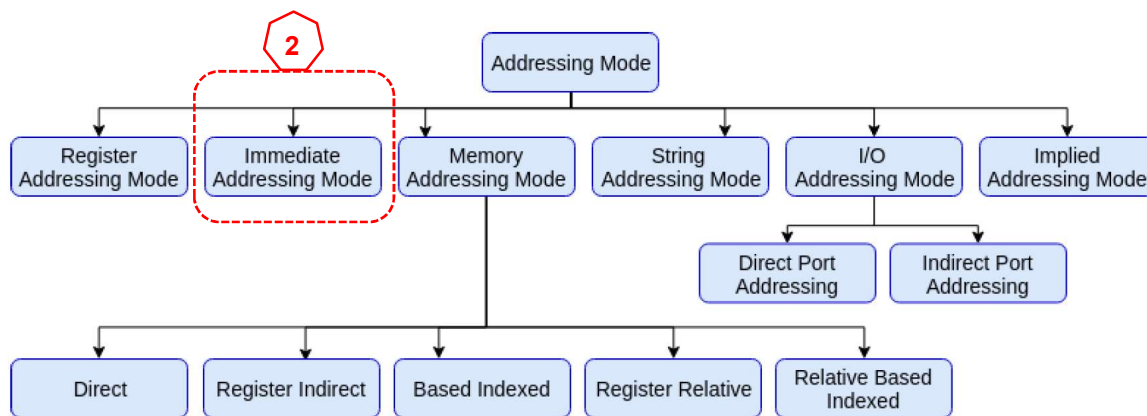 2
Addressing Mode
Register
Addressing Mode
Immediate
Addressing Mode
Memory
Addressing Mode
String
Addressing Mode
I/O
Addressing Mode
Implied
Addressing Mode
Direct Port
Addressing
Indirect Port
Addressing
Direct
Register Indirect
Based Indexed
Register Relative
Relative Based
Indexed